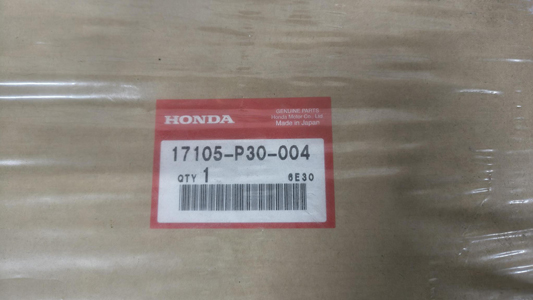 HONDA
GENUINE PARTS
Honda Motor Co., Ltd.
Made in Japan
17105-P30-004
QTY 1
6E30